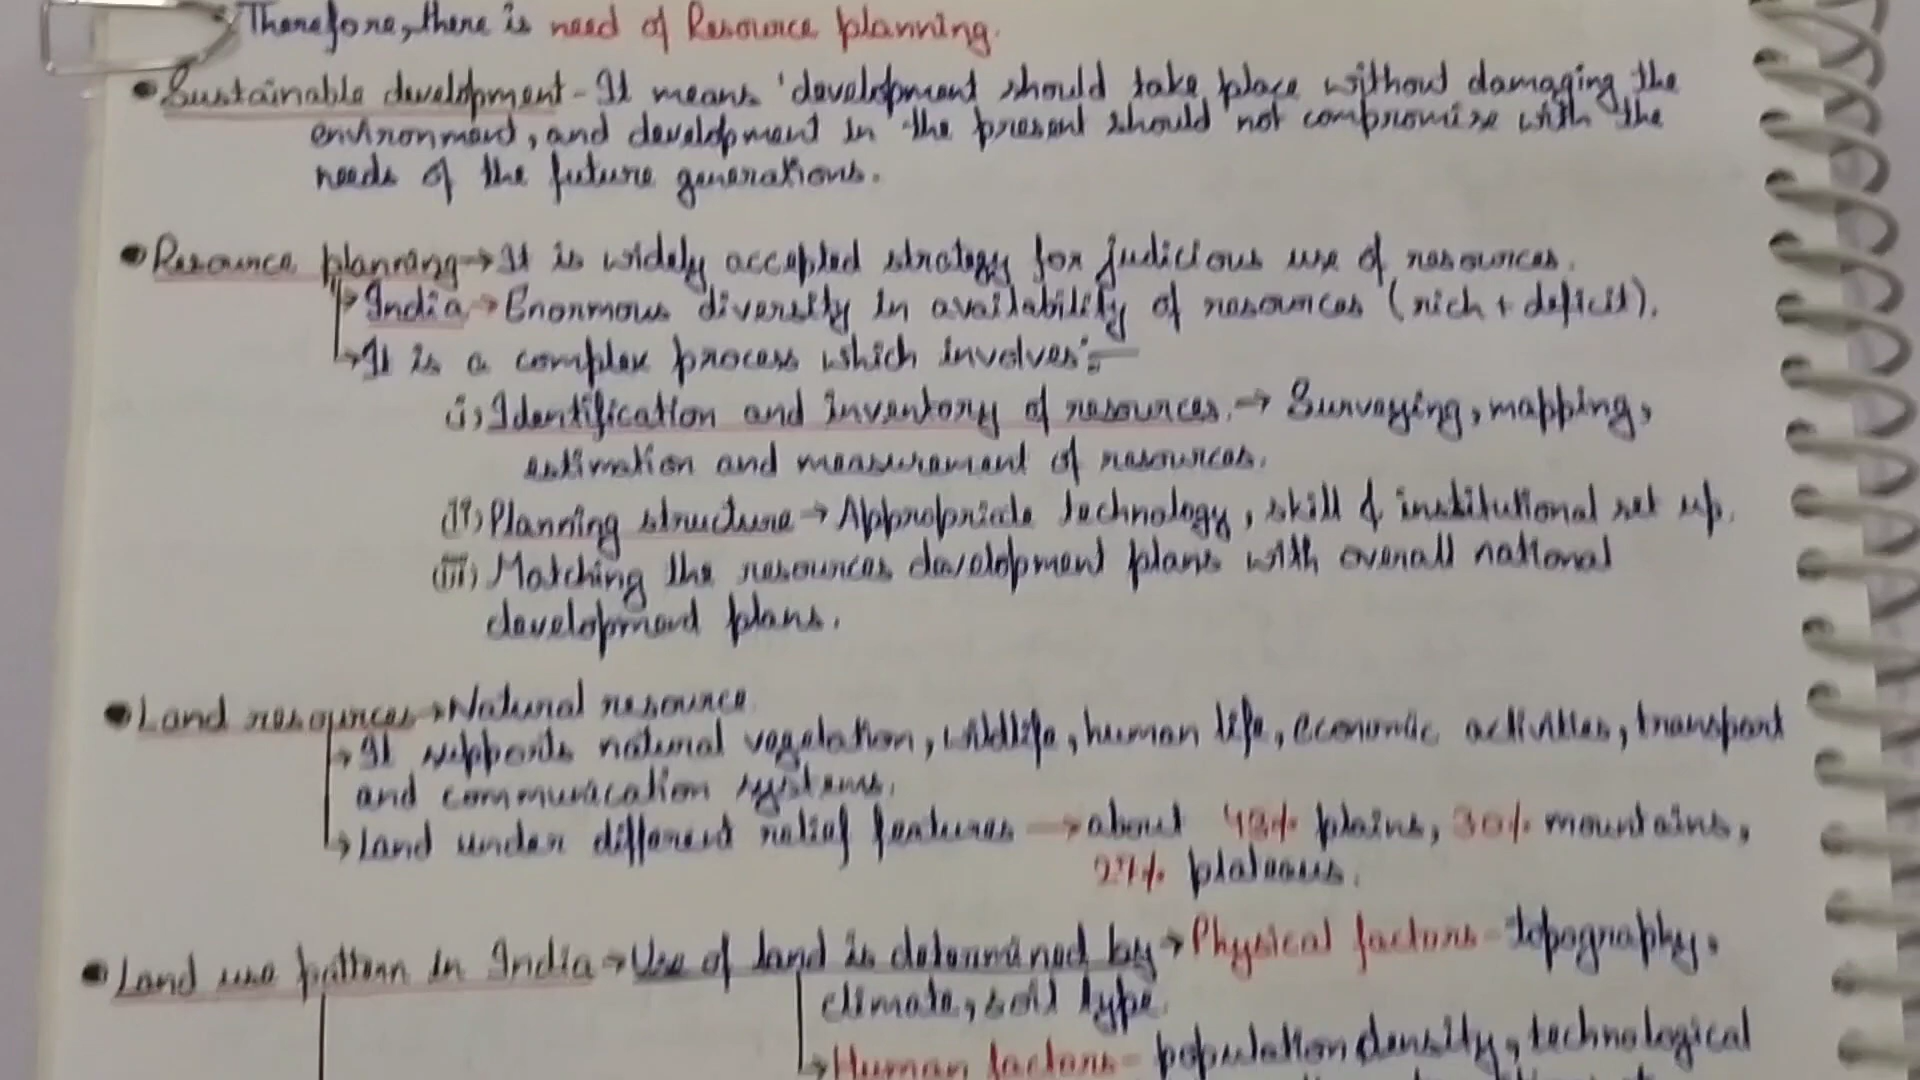 Therefore, there is need of Resource planning.
• Sustainable development - It means 'development should take place without damaging the
environment, and development in the present should not compromise with the
needs of the future generations.
• Resource planning → It is widely accepted strategy for judicious use of resources.
↳ India → Enormous diversity in availability of resources (rich + deficit).
↳ It is a complex process which involves:-
(i) Identification and inventory of resources. → Surveying, mapping,
estimation and measurement of resources.
(ii) Planning structure → Appropriate technology, skill & institutional set up.
(iii) Matching the resources development plans with overall national
development plans.
• Land resources → Natural resource
↳ It supports natural vegetation, wildlife, human life, economic activities, transport
and communication systems.
↳ Land under different relief features → about 43% plains, 30% mountains,
27% plateaus.
• Land use pattern in India → Use of land is determined by → Physical factors - topography,
climate, soil type.
↳ Human factors - population density, technological